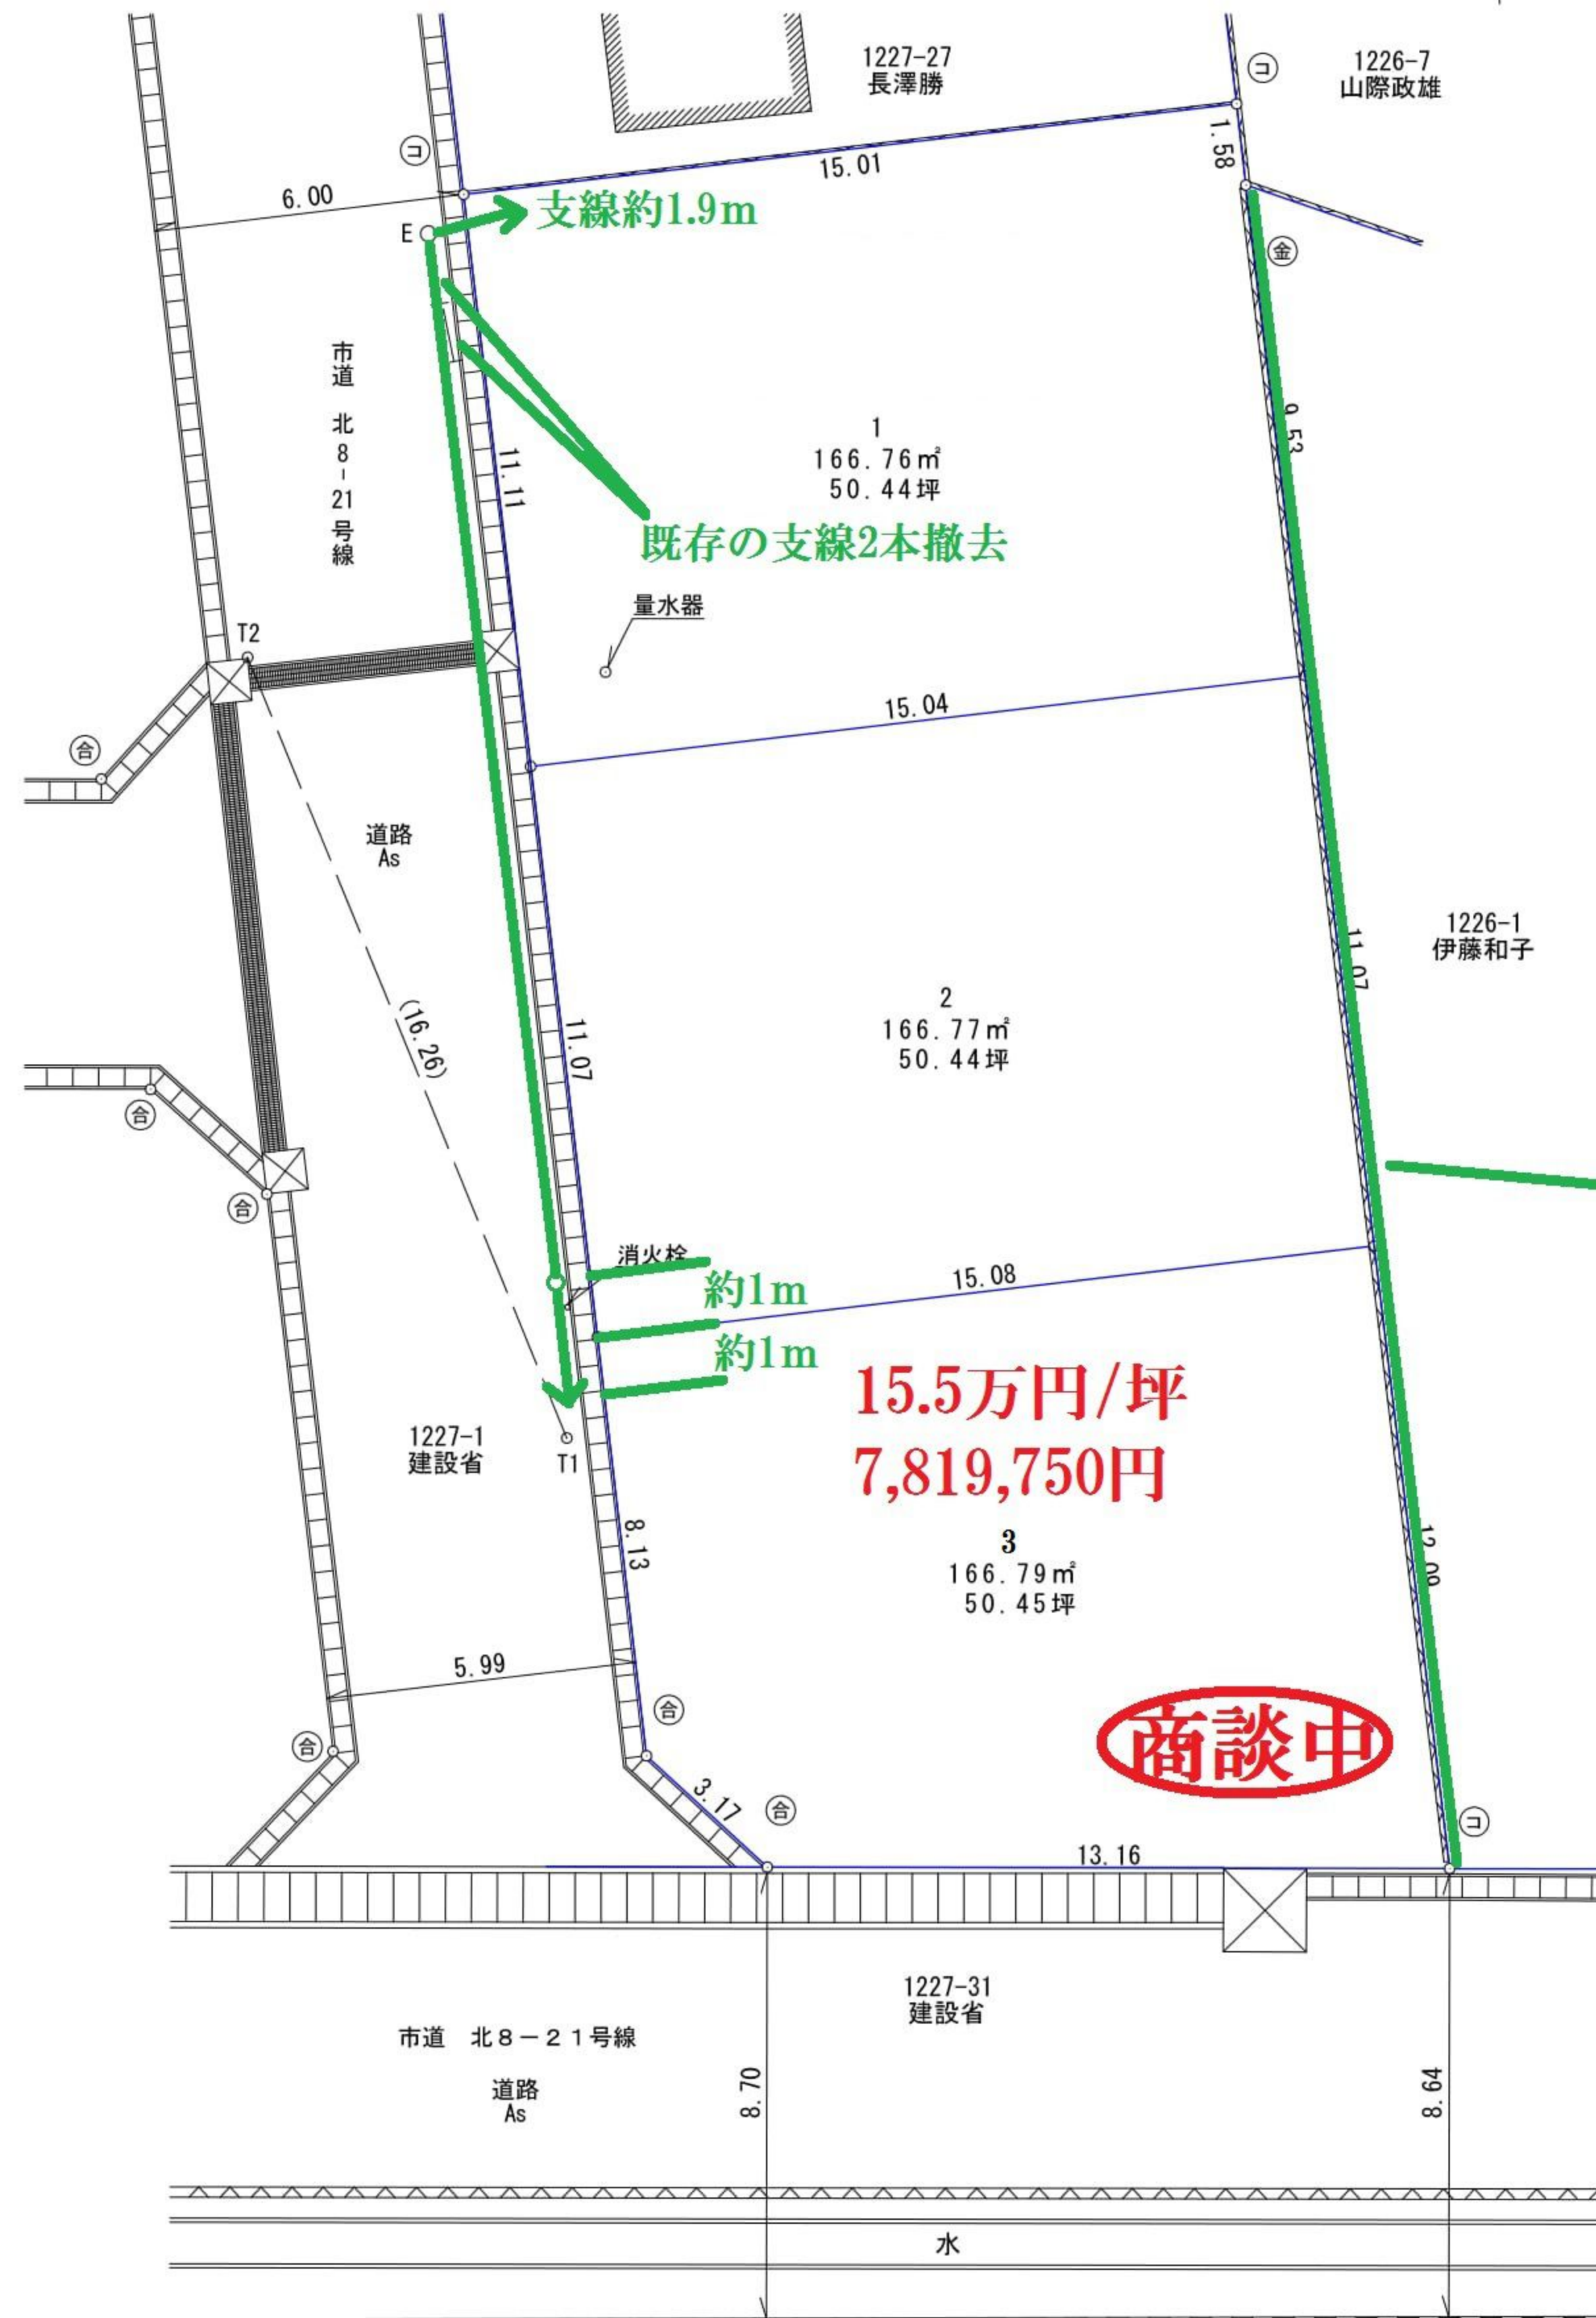 1227-27
長澤勝
コ
1226-7
山際政雄
コ
15.01
1.58
6.00
支線約1.9m
E
金
市道 北8-21号線
11.11
9.53
1
166.76㎡
50.44坪
既存の支線2本撤去
量水器
T2
15.04
合
道路
As
1226-1
伊藤和子
11.07
2
166.77㎡
50.44坪
(16.26)
11.07
合
合
消火栓
15.08
約1m
約1m
15.5万円/坪
7,819,750円
1227-1
建設省
T1
8.13
3
166.79㎡
50.45坪
12.09
5.99
合
合
商談中
3.17
合
コ
13.16
1227-31
建設省
市道 北8－21号線
道路
As
8.70
8.64
水